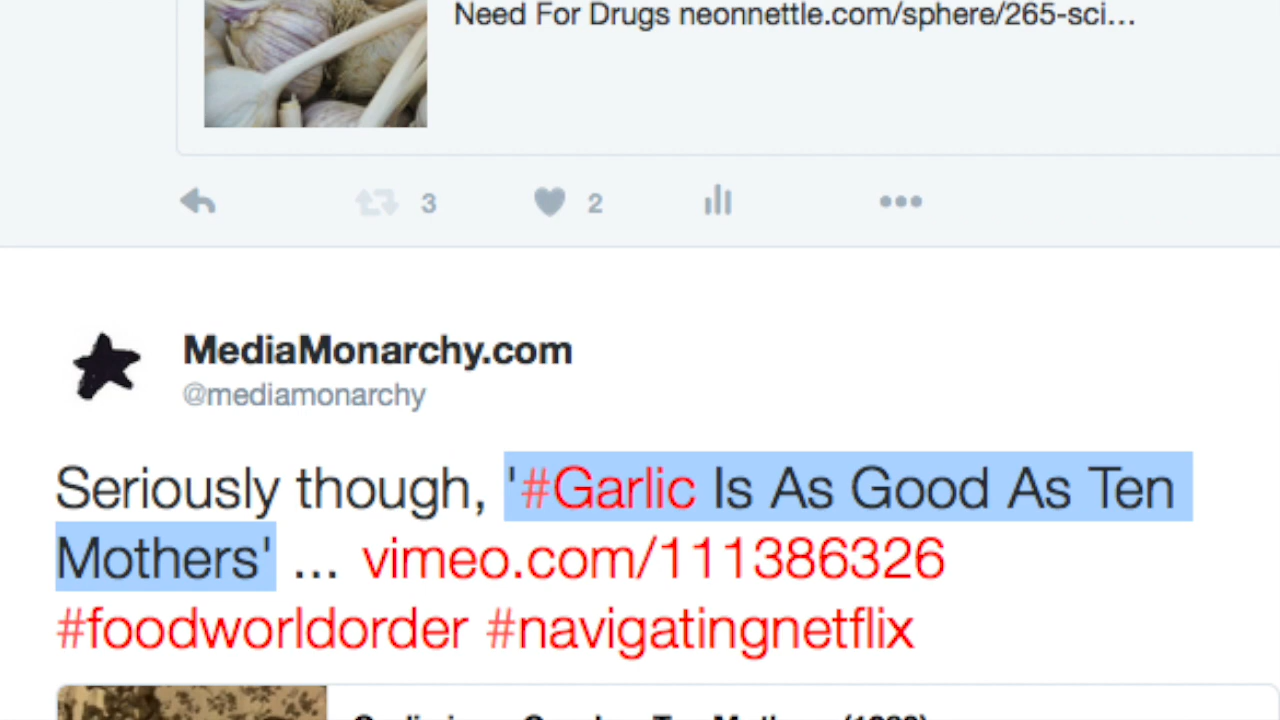 Need For Drugs neonnettle.com/sphere/265-sci...
3
2
MediaMonarchy.com
@mediamonarchy
Seriously though, '#Garlic Is As Good As Ten
Mothers' ... vimeo.com/111386326
#foodworldorder #navigatingnetflix